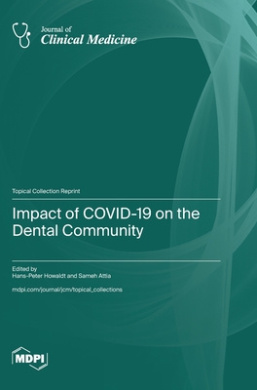 Journal of
Clinical Medicine
Topical Collection Reprint
Impact of COVID-19 on the
Dental Community
Edited by
Hans-Peter Howaldt and Sameh Attia
mdpi.com/journal/jcm/topical_collections
MDPI